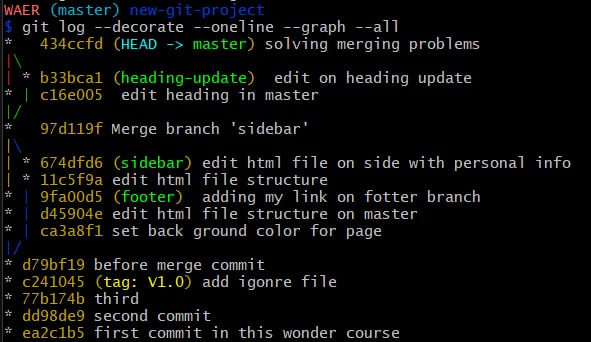 WAER (master) new-git-project
$ git log --decorate --oneline --graph --all
*   434ccfd (HEAD -> master) solving merging problems
|\
| * b33bca1 (heading-update)  edit on heading update
* | c16e005  edit heading in master
|/
*   97d119f Merge branch 'sidebar'
|\
| * 674dfd6 (sidebar) edit html file on side with personal info
| * 11c5f9a edit html file structure
* | 9fa00d5 (footer)  adding my link on fotter branch
* | d45904e edit html file structure on master
* | ca3a8f1 set back ground color for page
|/
* d79bf19 before merge commit
* c241045 (tag: V1.0) add igonre file
* 77b174b third
* dd98de9 second commit
* ea2c1b5 first commit in this wonder course